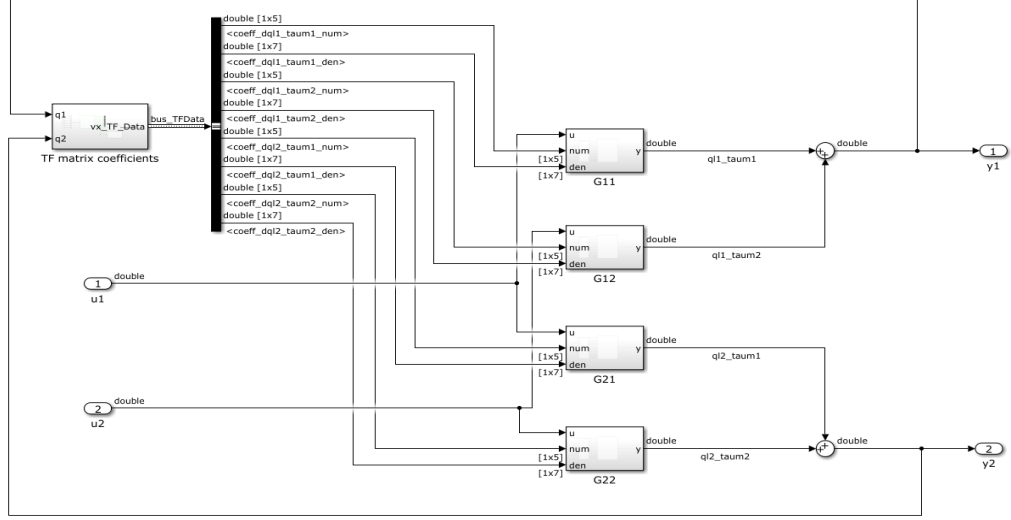 double [1x5]
<coeff_dql1_taum1_num>
double [1x7]
<coeff_dql1_taum1_den>
double [1x5]
<coeff_dql1_taum2_num>
double [1x7]
<coeff_dql1_taum2_den>
double [1x5]
<coeff_dql2_taum1_num>
double [1x7]
<coeff_dql2_taum1_den>
double [1x5]
<coeff_dql2_taum2_num>
double [1x7]
<coeff_dql2_taum2_den>
q1
q2
vx_TF_Data
bus_TFData
TF matrix coefficients
u
num
den
y
[1x5]
[1x7]
G11
double
ql1_taum1
++
double
1
y1
u
num
den
y
[1x5]
[1x7]
G12
double
ql1_taum2
1
double
u1
u
num
den
y
[1x5]
[1x7]
G21
double
ql2_taum1
2
double
u2
u
num
den
y
[1x5]
[1x7]
G22
double
ql2_taum2
++
double
2
y2